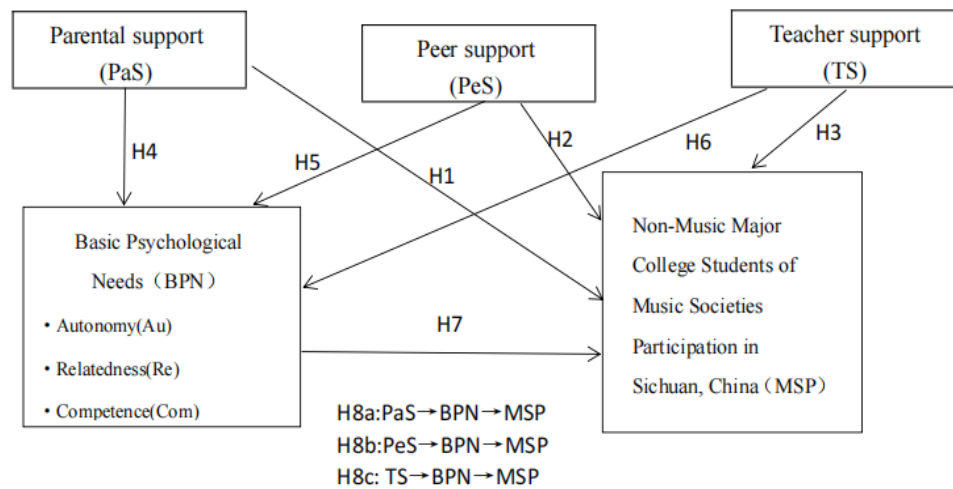 Parental support
(PaS)
Peer support
(PeS)
Teacher support
(TS)
H4
H5
H1
H2
H6
H3
Basic Psychological
Needs（BPN）
• Autonomy(Au)
• Relatedness(Re)
• Competence(Com)
H7
Non-Music Major
College Students of
Music Societies
Participation in
Sichuan, China（MSP）
H8a:PaS→BPN→MSP
H8b:PeS→BPN→MSP
H8c: TS→BPN→MSP